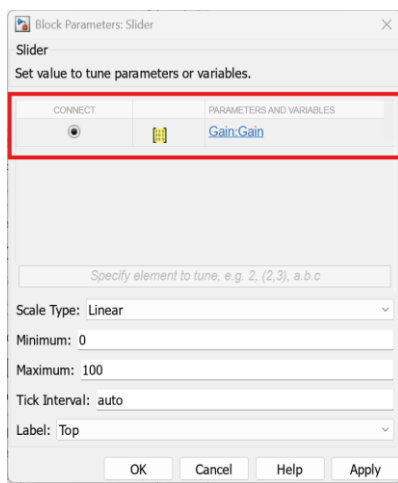 Block Parameters: Slider
Slider
Set value to tune parameters or variables.
CONNECT PARAMETERS AND VARIABLES
Gain:Gain
Specify element to tune, e.g. 2, (2,3), a.b.c
Scale Type: Linear
Minimum: 0
Maximum: 100
Tick Interval: auto
Label: Top
OK Cancel Help Apply